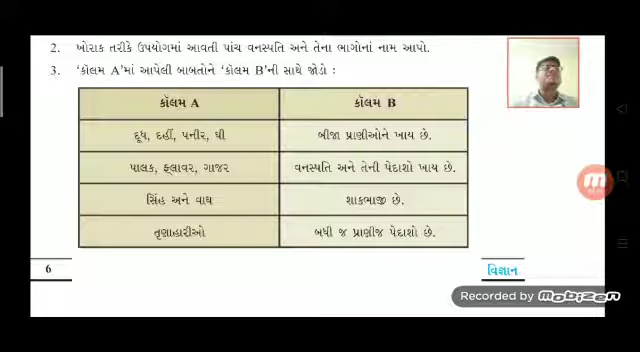 2. ખોરાક તરીકે ઉપયોગમાં આવતી પાંચ વનસ્પતિ અને તેના ભાગોનાં નામ આપો.
3. ‘કૉલમ A’માં આપેલી બાબતોને ‘કૉલમ B’ની સાથે જોડો :
કૉલમ A કૉલમ B
દૂધ, દહીં, પનીર, ઘી બીજા પ્રાણીઓને ખાય છે.
પાલક, ફ્લાવર, ગાજર વનસ્પતિ અને તેની પેદાશો ખાય છે.
સિંહ અને વાઘ શાકભાજી છે.
તૃણાહારીઓ બધી જ પ્રાણીજ પેદાશો છે.
6 વિજ્ઞાન
Recorded by mobizen